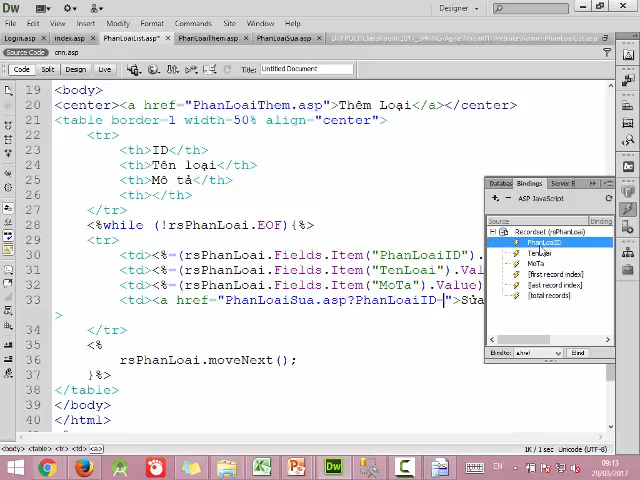 Dw
Designer
File Edit View Insert Modify Format Commands Site Window Help
Login.asp × index.asp × PhanLoaiList.asp* × PhanLoaiThem.asp × PhanLoaiSua.asp ×
Source Code cnn.asp
Code Split Design Live Title: Untitled Document
19 <body>
20 <center><a href="PhanLoaiThem.asp">Thêm Loại</a></center>
21 <table border=1 width=50% align="center">
22 <tr>
23 <th>ID</th>
24 <th>Tên loại</th>
25 <th>Mô tả</th>
26 <th></th>
27 </tr>
28 <%while (!rsPhanLoai.EOF){%>
29 <tr>
30 <td><%=(rsPhanLoai.Fields.Item("PhanLoaiID").
31 <td><%=(rsPhanLoai.Fields.Item("TenLoai").Val
32 <td><%=(rsPhanLoai.Fields.Item("MoTa").Value)
33 <td><a href="PhanLoaiSua.asp?PhanLoaiID=">Sửa
>
34 </tr>
35 <%
36 rsPhanLoai.moveNext();
37 }%>
38 </table>
39 </body>
40 </html>
Databas Bindings Server B
ASP JavaScript
Source Binding
Recordset (rsPhanLoai)
PhanLoaiID
TenLoai
MoTa
[first record index]
[last record index]
[total records]
Bind to: a.href Bind
<body> <table> <tr> <td> <a>
1K / 1 sec Unicode (UTF-8)
EN
09:13
29/03/2017